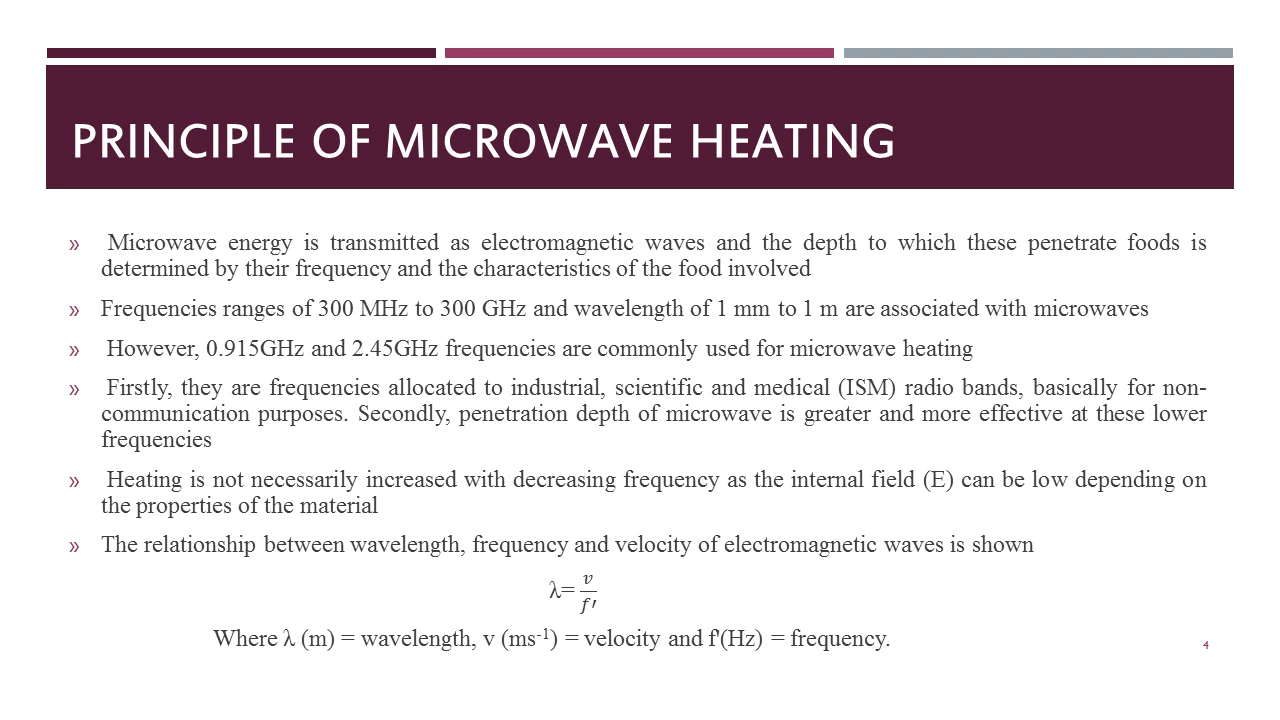 PRINCIPLE OF MICROWAVE HEATING
» Microwave energy is transmitted as electromagnetic waves and the depth to which these penetrate foods is
determined by their frequency and the characteristics of the food involved
» Frequencies ranges of 300 MHz to 300 GHz and wavelength of 1 mm to 1 m are associated with microwaves
» However, 0.915GHz and 2.45GHz frequencies are commonly used for microwave heating
» Firstly, they are frequencies allocated to industrial, scientific and medical (ISM) radio bands, basically for non-
communication purposes. Secondly, penetration depth of microwave is greater and more effective at these lower
frequencies
» Heating is not necessarily increased with decreasing frequency as the internal field (E) can be low depending on
the properties of the material
» The relationship between wavelength, frequency and velocity of electromagnetic waves is shown
λ=v/f′
Where λ (m) = wavelength, v (ms⁻¹) = velocity and f'(Hz) = frequency.
4